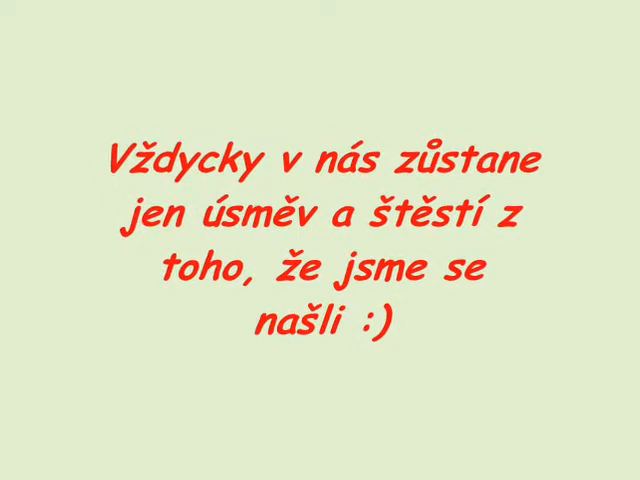 Vždycky v nás zůstane
jen úsměv a štěstí z
toho, že jsme se
našli :)